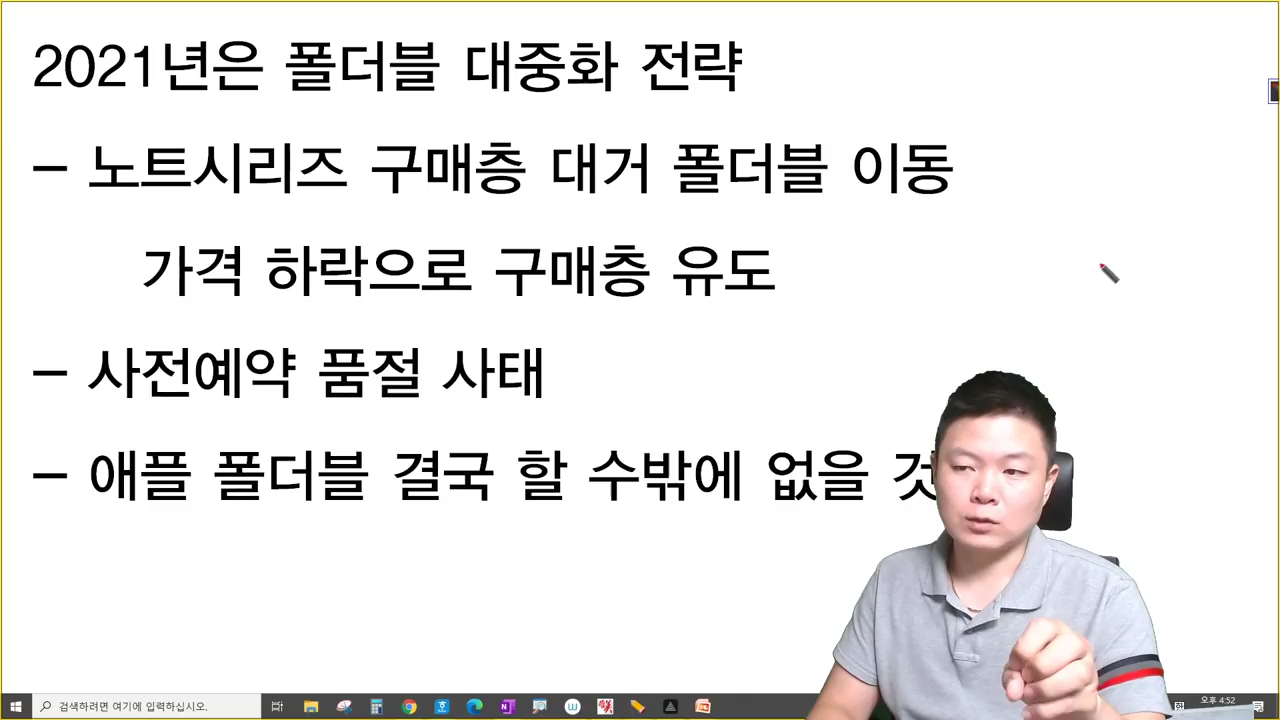 2021년은 폴더블 대중화 전략
- 노트시리즈 구매층 대거 폴더블 이동
가격 하락으로 구매층 유도
- 사전예약 품절 사태
- 애플 폴더블 결국 할 수밖에 없을 것
검색하려면 여기에 입력하십시오.
오후 4:52